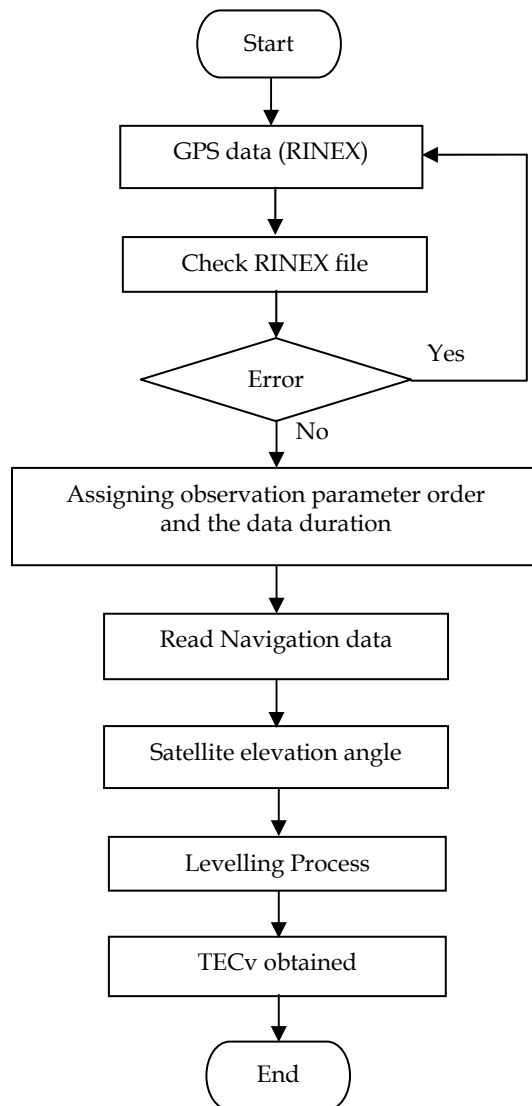 Start
GPS data (RINEX)
Check RINEX file
Error
Yes
No
Assigning observation parameter order
and the data duration
Read Navigation data
Satellite elevation angle
Levelling Process
TECv obtained
End